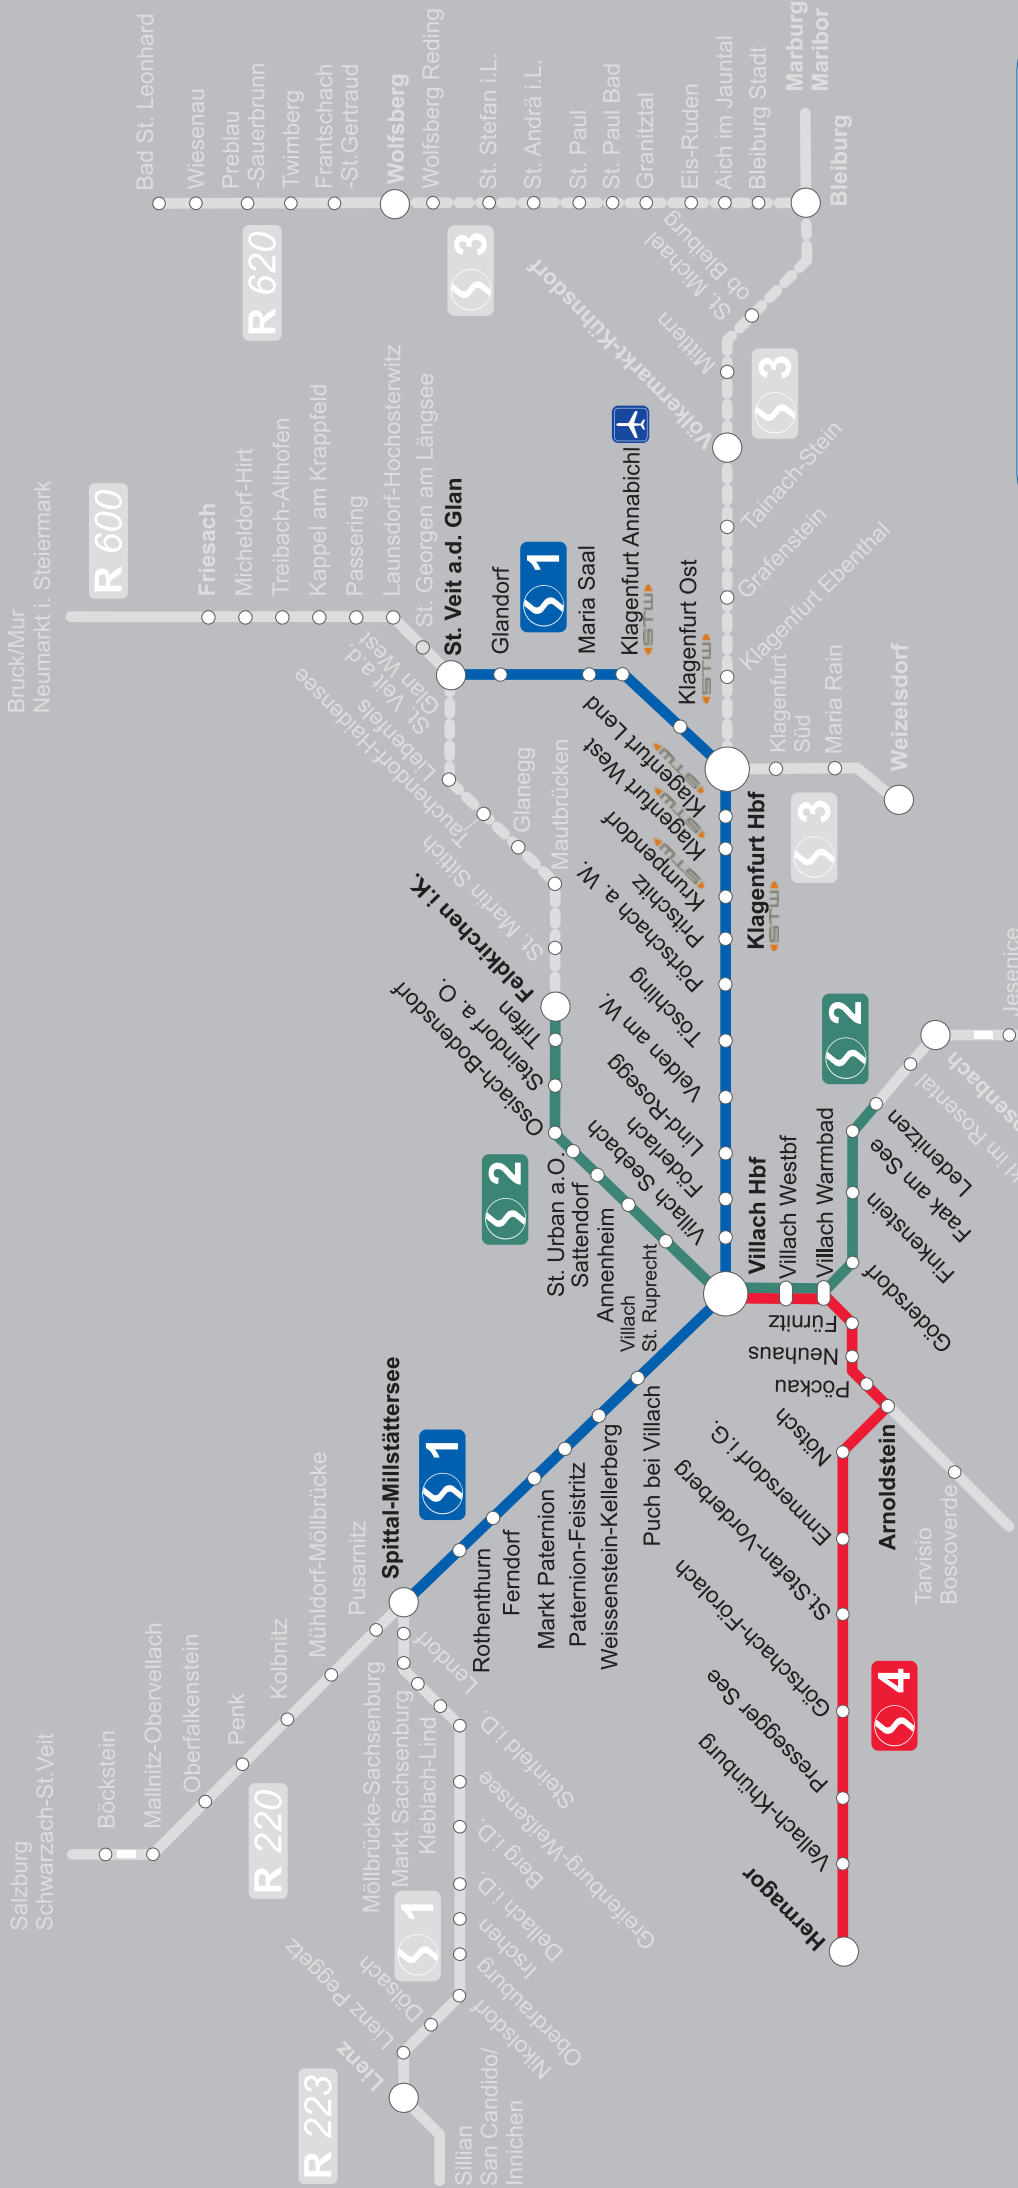 Salzburg
Schwarzach-St.Veit
Böckstein
Mallnitz-Obervellach
Oberfalkenstein
Penk
Kolbnitz
Mühldorf-Möllbrücke
Pusarnitz
R 220
R 223
Sillian
San Candido/
Innichen
Lienz
Lienz Peggetz
Dölsach
Nikolsdorf
Oberdrauburg
Irschen
Dellach i.D.
Berg i.D.
Greifenburg-Weißensee
Steinfeld i.D.
Kleblach-Lind
Markt Sachsenburg
Möllbrücke-Sachsenburg
Lendorf
S 1
Spittal-Millstättersee
S 1
Rothenthurn
Ferndorf
Markt Paternion
Paternion-Feistritz
Weissenstein-Kellerberg
Puch bei Villach
Villach Hbf
Villach Westbf
Villach Warmbad
Villach Seebach
Föderlach
Lind-Rosegg
Velden am W.
Töschling
Pörtschach a. W.
Pritschitz
Krumpendorf
STW
Klagenfurt West
STW
Klagenfurt Lend
STW
Klagenfurt Hbf
STW
Klagenfurt Ost
STW
Klagenfurt Annabichl
STW
Maria Saal
Glandorf
S 1
St. Veit a.d. Glan
Bruck/Mur
Neumarkt i. Steiermark
R 600
Friesach
Micheldorf-Hirt
Treibach-Althofen
Kappel am Krappfeld
Passering
Launsdorf-Hochosterwitz
St. Georgen am Längsee
St. Veit a.d.
Glan West
Liebenfels
Tauchendorf-Haidensee
St. Martin Sittich
Glanegg
Mautbrücken
Feldkirchen i.K.
Tiffen
Steindorf a. O.
Ossiach-Bodensdorf
St. Urban a.O.
Sattendorf
Annenheim
Villach
St. Ruprecht
S 2
S 2
Gödersdorf
Finkenstein
Faak am See
Ledenitzen
kl im Rosental
senbach
Jesenice
Fürnitz
Neuhaus
Pöckau
Arnoldstein
Tarvisio
Boscoverde
Nötsch
Emmersdorf i.G.
St.Stefan-Vorderberg
Görtschach-Förolach
Pressegger See
Vellach-Khünburg
Hermagor
S 4
S 3
Klagenfurt
Süd
Maria Rain
Weizelsdorf
Klagenfurt Ebenthal
Grafenstein
Tainach-Stein
Völkermarkt-Kühnsdorf
Mittlern
St. Michael
ob Bleiburg
S 3
Bleiburg
Marburg
Maribor
Bleiburg Stadt
Aich im Jauntal
Eis-Ruden
Granitztal
St. Paul Bad
St. Paul
St. Andrä i.L.
St. Stefan i.L.
Wolfsberg Reding
S 3
Wolfsberg
Frantschach
-St.Gertraud
Twimberg
Preblau
-Sauerbrunn
Wiesenau
Bad St. Leonhard
R 620